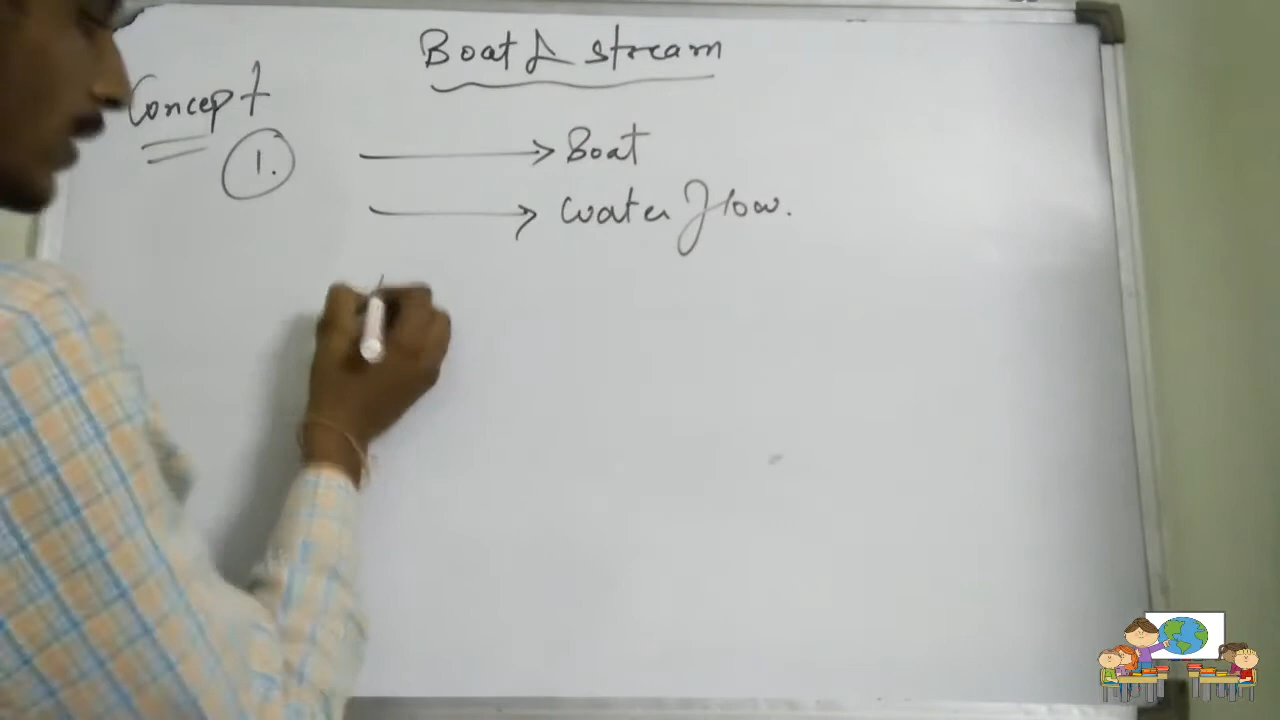 Boat & stream
Concept
1. → Boat
→ water flow.